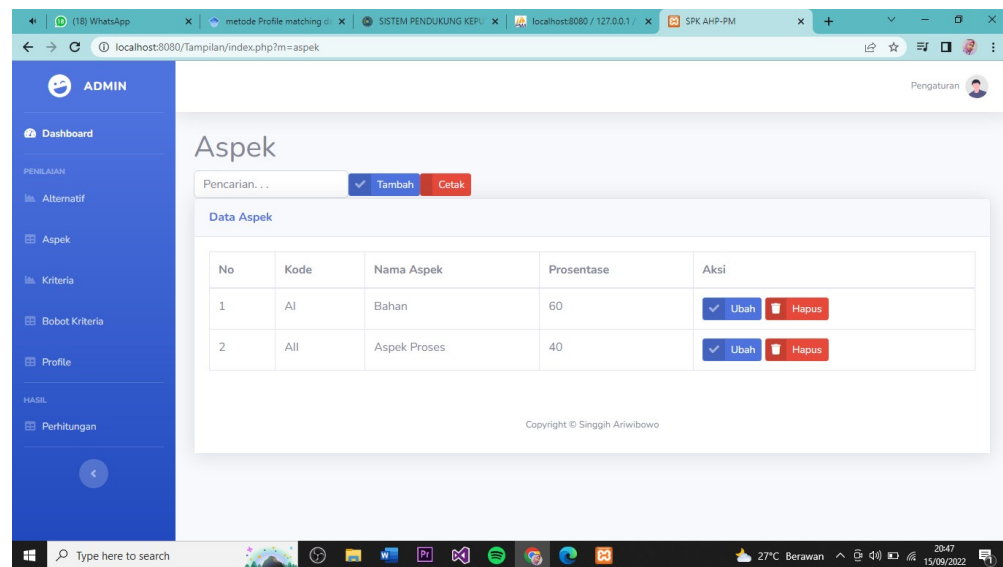 (18) WhatsApp
metode Profile matching d
SISTEM PENDUKUNG KEPU
localhost:8080 / 127.0.0.1 /
SPK AHP-PM
localhost:8080/Tampilan/index.php?m=aspek
ADMIN
Pengaturan
Dashboard
PENILAIAN
Alternatif
Aspek
Kriteria
Bobot Kriteria
Profile
HASIL
Perhitungan
Aspek
Pencarian. . .
Tambah
Cetak
Data Aspek
No Kode Nama Aspek Prosentase Aksi
1 AI Bahan 60 Ubah Hapus
2 AII Aspek Proses 40 Ubah Hapus
Copyright © Singgih Ariwibowo
Type here to search
27°C Berawan
20:47
15/09/2022